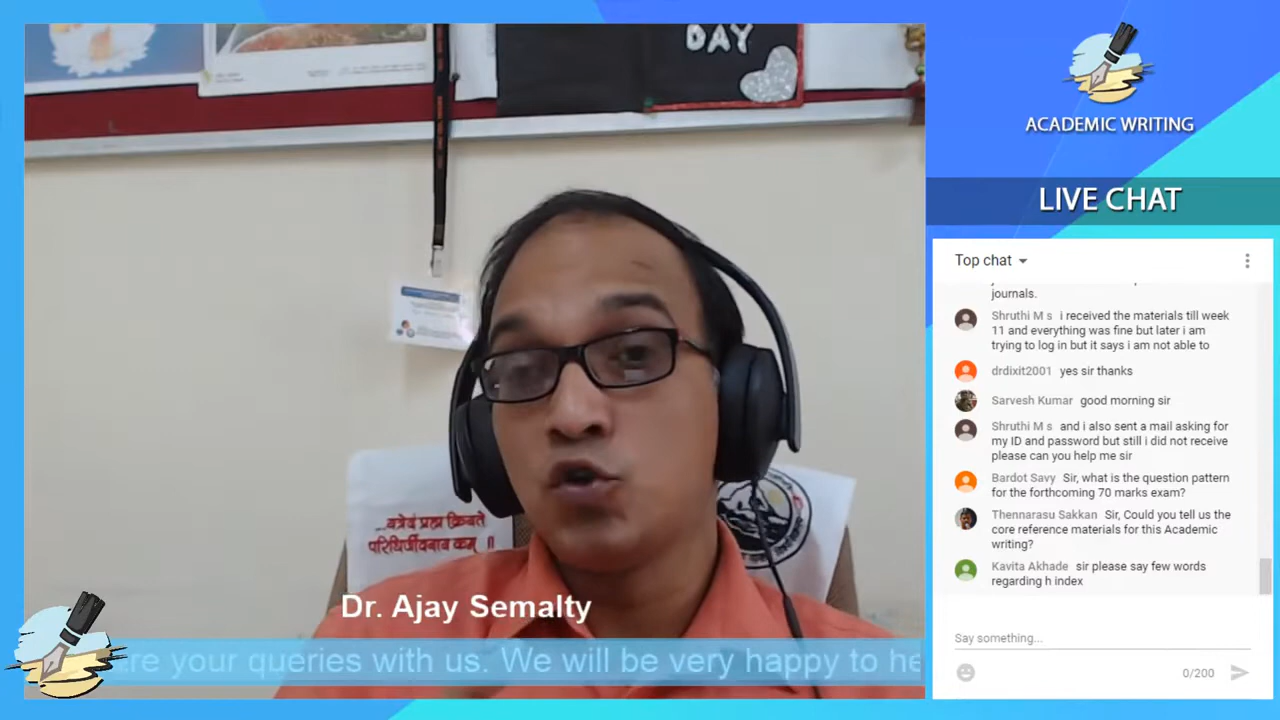 DAY
...यत्रेदं ब्रह्म क्रियते
परिधिर्जीवनाय कम् ॥
Dr. Ajay Semalty
re your queries with us. We will be very happy to he
ACADEMIC WRITING
LIVE CHAT
Top chat
journals.
Shruthi M s i received the materials till week
11 and everything was fine but later i am
trying to log in but it says i am not able to
drdixit2001 yes sir thanks
Sarvesh Kumar good morning sir
Shruthi M s and i also sent a mail asking for
my ID and password but still i did not receive
please can you help me sir
Bardot Savy Sir, what is the question pattern
for the forthcoming 70 marks exam?
Thennarasu Sakkan Sir, Could you tell us the
core reference materials for this Academic
writing?
Kavita Akhade sir please say few words
regarding h index
Say something...
0/200